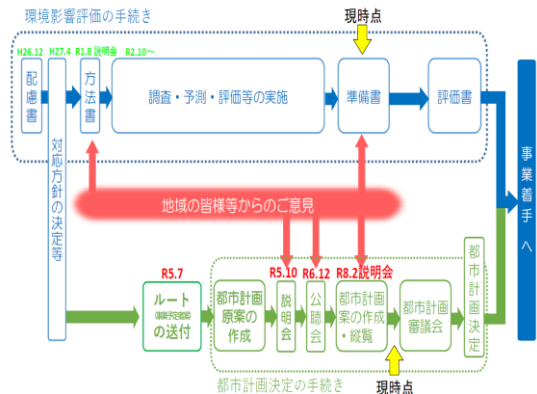 環境影響評価の手続き
現時点
H26.12
H27.4
R1.8 説明会
R2.10～
配慮書
対応方針の決定等
方法書
調査・予測・評価等の実施
準備書
評価書
事業着手へ
地域の皆様等からのご意見
R5.7
R5.10
R6.12
R8.2説明会
ルート
(事業予定範囲)
の送付
都市計画
原案の
作成
説明会
公聴会
都市計画
案の作成
・縦覧
都市計画
審議会
都市計画決定
都市計画決定の手続き
現時点